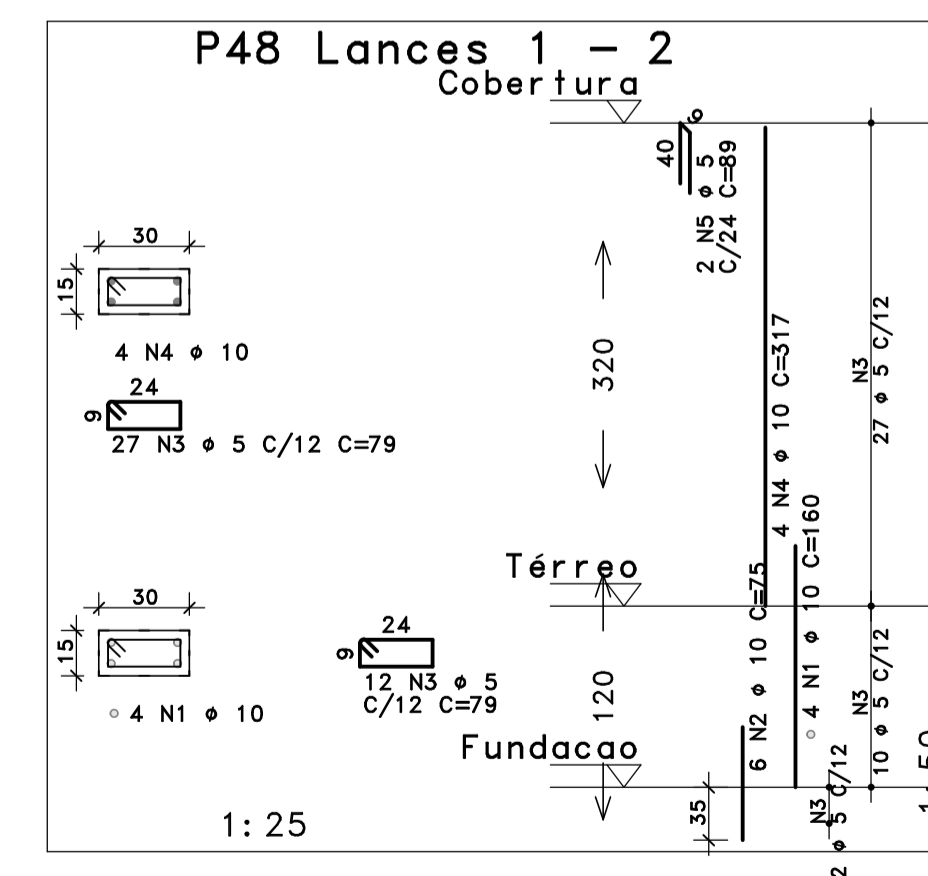 P48 Lances 1 - 2
Cobertura
40
9
2 N5 ø 5
C/24 C=89
30
15
4 N4 ø 10
24
9
27 N3 ø 5 C/12 C=79
320
4 N4 ø 10 C=317
N3
27 ø 5 C/12
Térreo
30
15
4 N1 ø 10
24
9
12 N3 ø 5
C/12 C=79
120
6 N2 ø 10 C=75
4 N1 ø 10 C=160
N3
10 ø 5 C/12
Fundacao
35
N3
2 ø 5 C/12
1:25